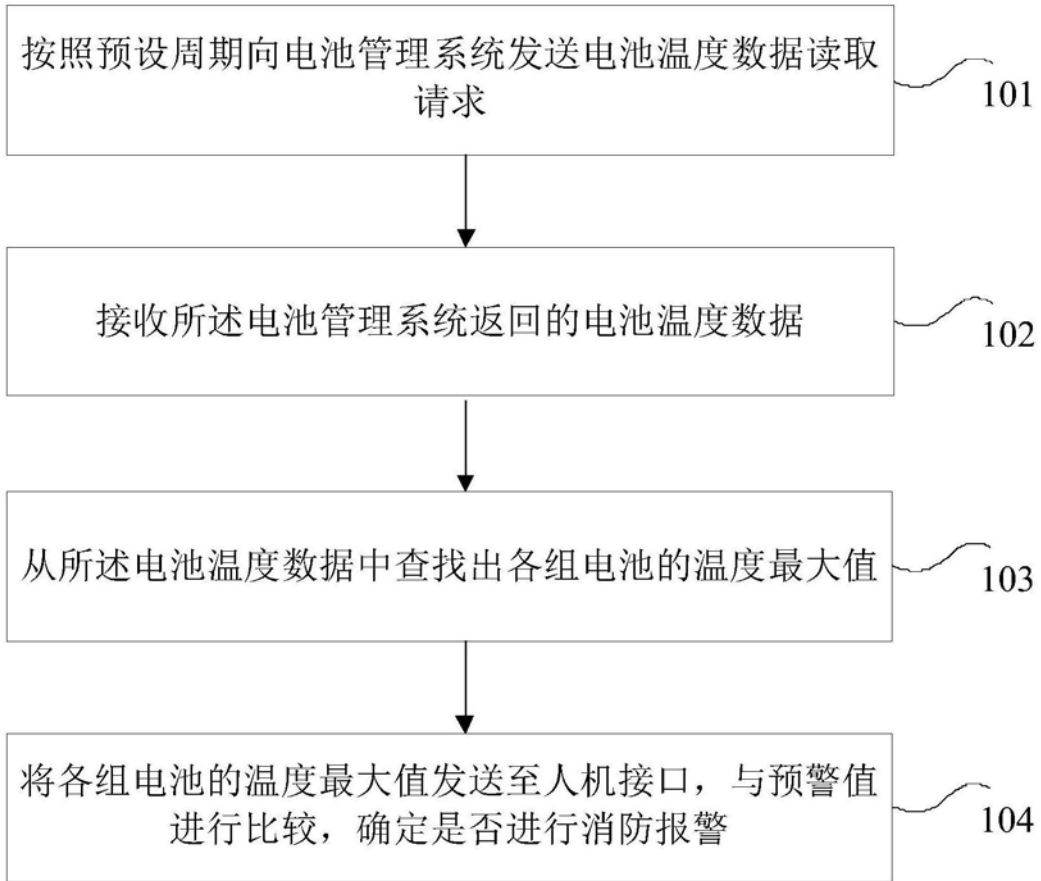 按照预设周期向电池管理系统发送电池温度数据读取
请求
101
接收所述电池管理系统返回的电池温度数据
102
从所述电池温度数据中查找出各组电池的温度最大值
103
将各组电池的温度最大值发送至人机接口，与预警值
进行比较，确定是否进行消防报警
104